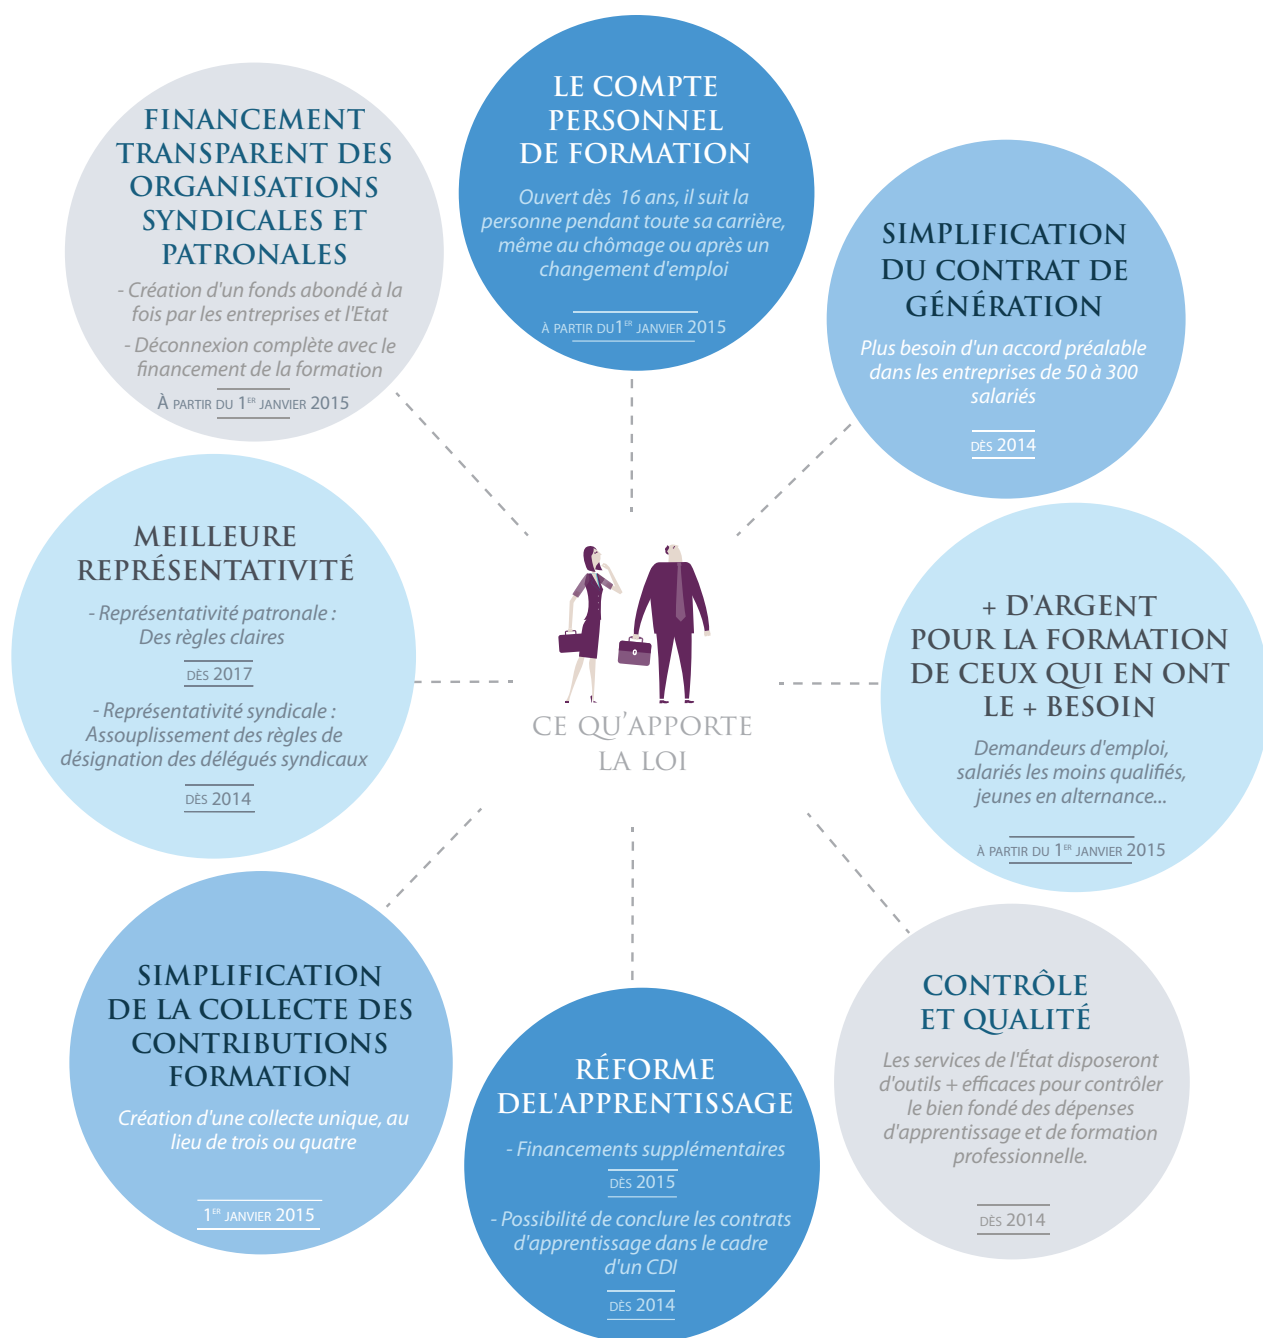 LE COMPTE
PERSONNEL
DE FORMATION
Ouvert dès 16 ans, il suit la
personne pendant toute sa carrière,
même au chômage ou après un
changement d'emploi
À PARTIR DU1ER JANVIER 2015
FINANCEMENT
TRANSPARENT DES
ORGANISATIONS
SYNDICALES ET
PATRONALES
- Création d'un fonds abondé à la
fois par les entreprises et l'Etat
- Déconnexion complète avec le
financement de la formation
À PARTIR DU 1ER JANVIER 2015
SIMPLIFICATION
DU CONTRAT DE
GÉNÉRATION
Plus besoin d'un accord préalable
dans les entreprises de 50 à 300
salariés
DÈS 2014
MEILLEURE
REPRÉSENTATIVITÉ
- Représentativité patronale :
Des règles claires
DÈS 2017
- Représentativité syndicale :
Assouplissement des règles de
désignation des délégués syndicaux
DÈS 2014
CE QU'APPORTE
LA LOI
+ D'ARGENT
POUR LA FORMATION
DE CEUX QUI EN ONT
LE + BESOIN
Demandeurs d'emploi,
salariés les moins qualifiés,
jeunes en alternance...
À PARTIR DU 1ER JANVIER 2015
SIMPLIFICATION
DE LA COLLECTE DES
CONTRIBUTIONS
FORMATION
Création d'une collecte unique, au
lieu de trois ou quatre
1ER JANVIER 2015
RÉFORME
DEL'APPRENTISSAGE
- Financements supplémentaires
DÈS 2015
- Possibilité de conclure les contrats
d'apprentissage dans le cadre
d'un CDI
DÈS 2014
CONTRÔLE
ET QUALITÉ
Les services de l'État disposeront
d'outils + efficaces pour contrôler
le bien fondé des dépenses
d'apprentissage et de formation
professionnelle.
DÈS 2014